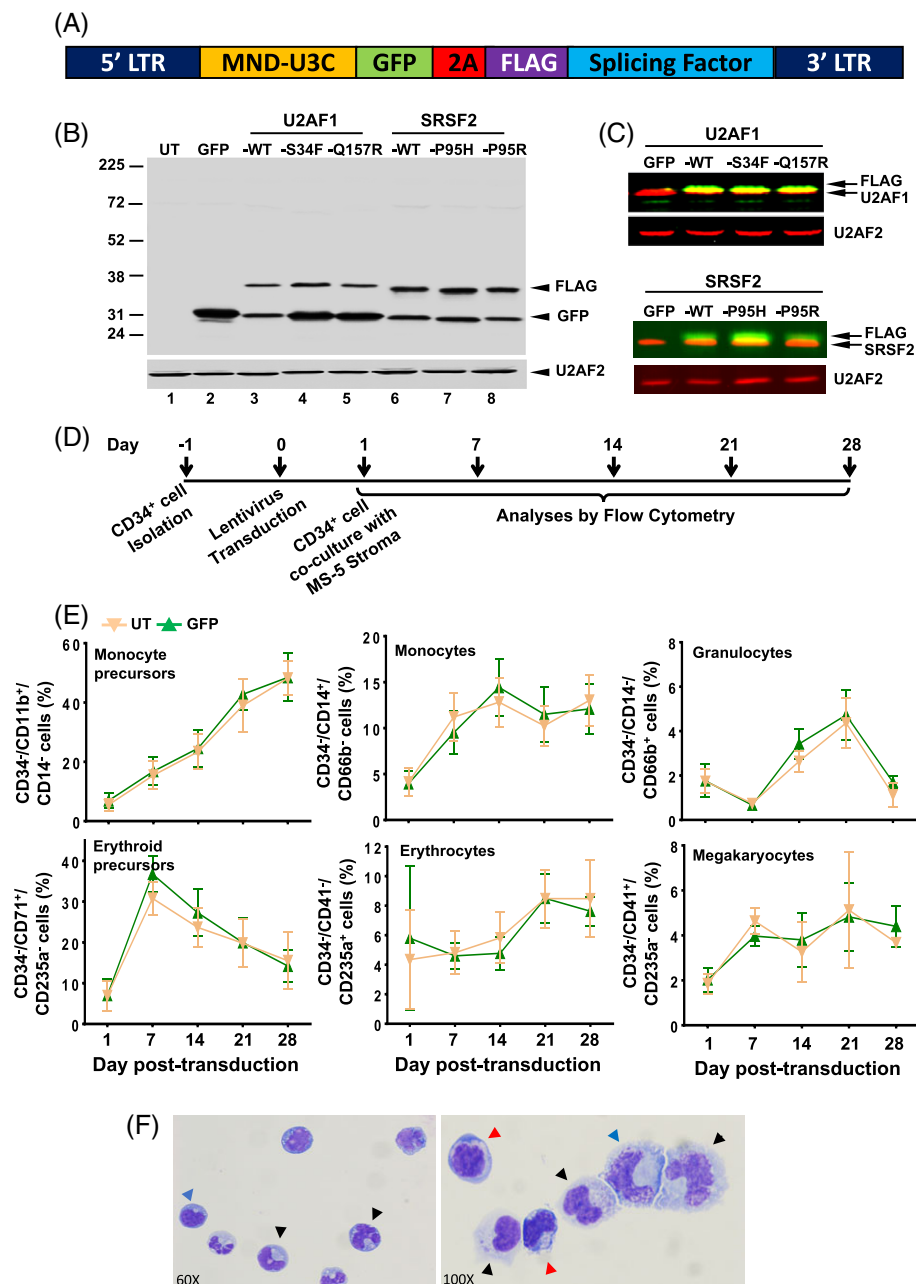 (A)
5' LTR MND-U3C GFP 2A FLAG Splicing Factor 3' LTR
(B)
U2AF1 SRSF2
UT GFP -WT -S34F -Q157R -WT -P95H -P95R
225
72
52
38
31
24
FLAG
GFP
U2AF2
1 2 3 4 5 6 7 8
(C)
U2AF1
GFP -WT -S34F -Q157R
FLAG
U2AF1
U2AF2
SRSF2
GFP -WT -P95H -P95R
FLAG
SRSF2
U2AF2
(D)
Day -1 0 1 7 14 21 28
CD34⁺ cell
Isolation
Lentivirus
Transduction
CD34⁺ cell
co-culture with
MS-5 Stroma
Analyses by Flow Cytometry
(E)
UT GFP
Monocyte
precursors
CD34⁻/CD11b⁺/
CD14⁻ cells (%)
60
40
20
0
Monocytes
CD34⁻/CD14⁺/
CD66b⁻ cells (%)
20
15
10
5
0
Granulocytes
CD34⁻/CD14⁻/
CD66b⁺ cells (%)
8
6
4
2
0
Erythroid
precursors
CD34⁻/CD71⁺/
CD235a⁻ cells (%)
40
30
20
10
0
1 7 14 21 28
Day post-transduction
Erythrocytes
CD34⁻/CD41⁻/
CD235a⁺ cells (%)
12
10
8
6
4
2
0
1 7 14 21 28
Day post-transduction
Megakaryocytes
CD34⁻/CD41⁺/
CD235a⁻ cells (%)
8
6
4
2
0
1 7 14 21 28
Day post-transduction
(F)
60X
100X